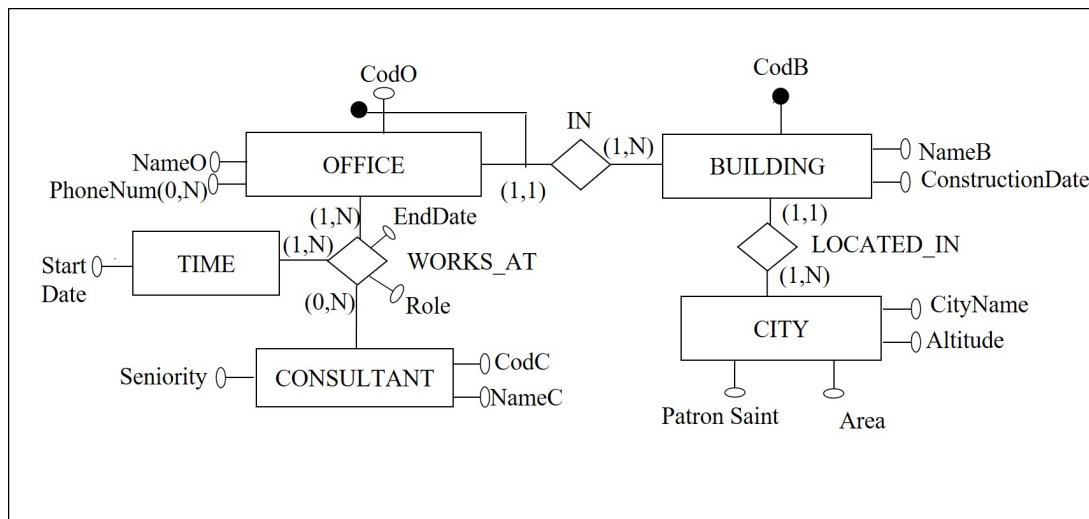 CodO
CodB
IN
NameO
OFFICE
(1,N)
BUILDING
NameB
PhoneNum(0,N)
(1,1)
ConstructionDate
(1,N)
EndDate
(1,1)
Start
Date
TIME
(1,N)
WORKS_AT
LOCATED_IN
(0,N)
Role
(1,N)
CityName
CITY
Altitude
Seniority
CONSULTANT
CodC
NameC
Patron Saint
Area